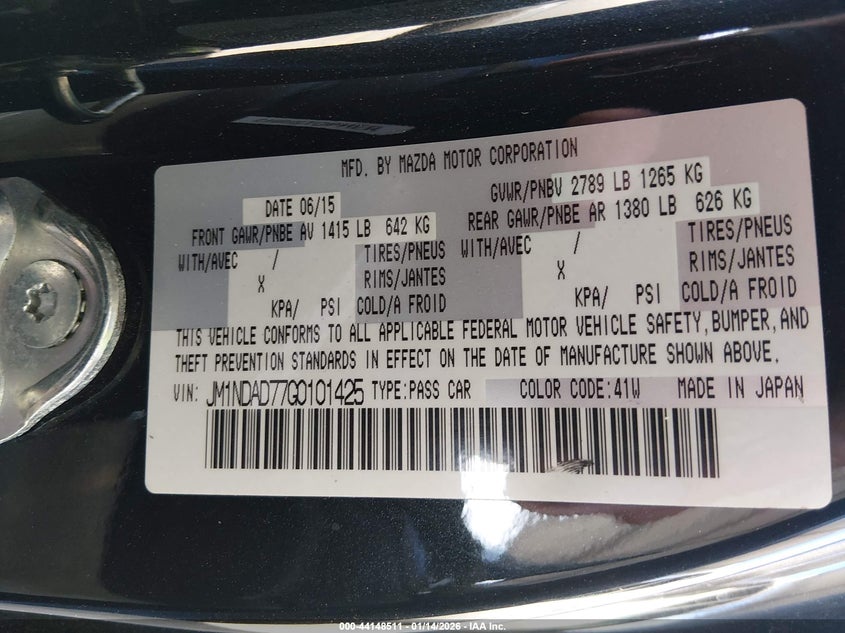 MFD. BY MAZDA MOTOR CORPORATION
DATE 06/15
GVWR/PNBV 2789 LB 1265 KG
FRONT GAWR/PNBE AV 1415 LB 642 KG
REAR GAWR/PNBE AR 1380 LB 626 KG
WITH/AVEC / TIRES/PNEUS
WITH/AVEC / TIRES/PNEUS
X RIMS/JANTES
X RIMS/JANTES
KPA/ PSI COLD/A FROID
KPA/ PSI COLD/A FROID
THIS VEHICLE CONFORMS TO ALL APPLICABLE FEDERAL MOTOR VEHICLE SAFETY, BUMPER, AND
THEFT PREVENTION STANDARDS IN EFFECT ON THE DATE OF MANUFACTURE SHOWN ABOVE.
VIN: JM1NDAD77G0101425 TYPE:PASS CAR COLOR CODE:41W MADE IN JAPAN
000-44148511 - 01/14/2026 - IAA Inc.